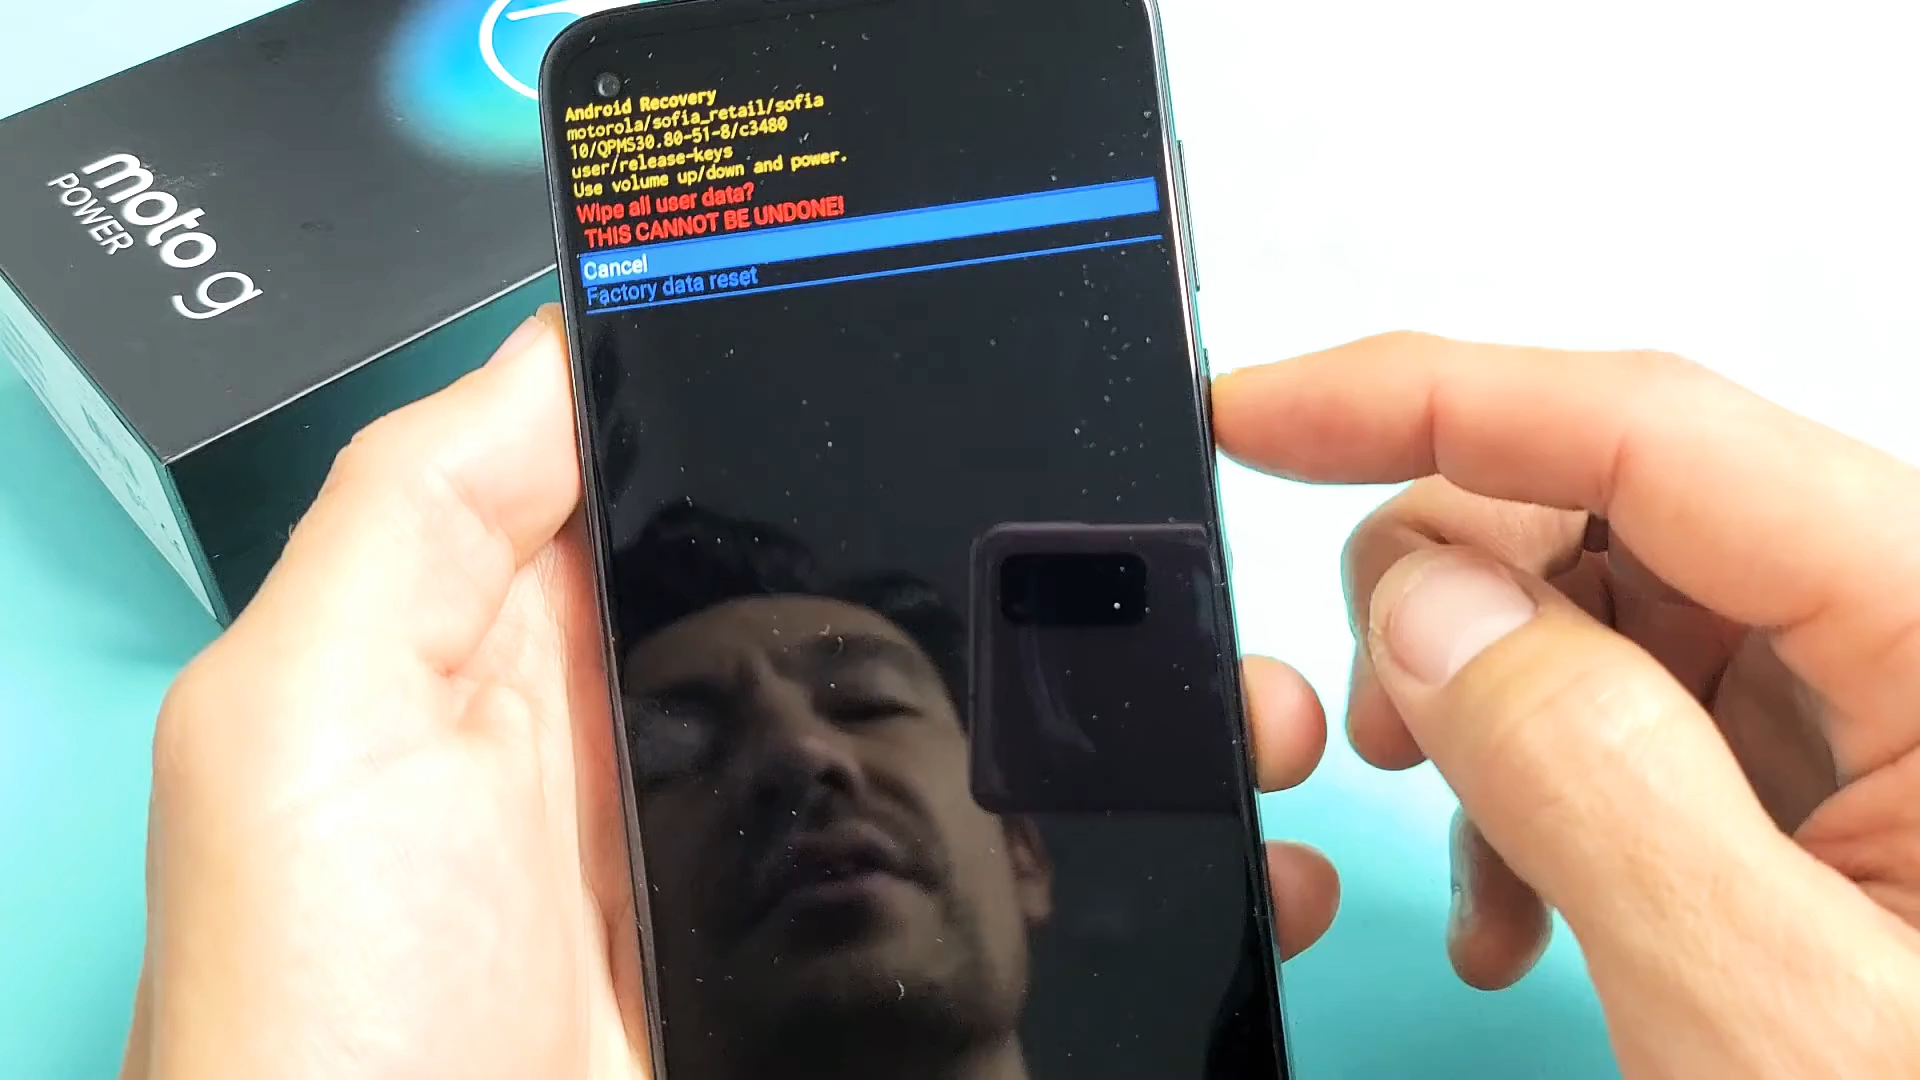 moto g
POWER
Android Recovery
motorola/sofia_retail/sofia
10/QPMS30.80-51-8/c3480
user/release-keys
Use volume up/down and power.
Wipe all user data?
THIS CANNOT BE UNDONE!
Cancel
Factory data reset